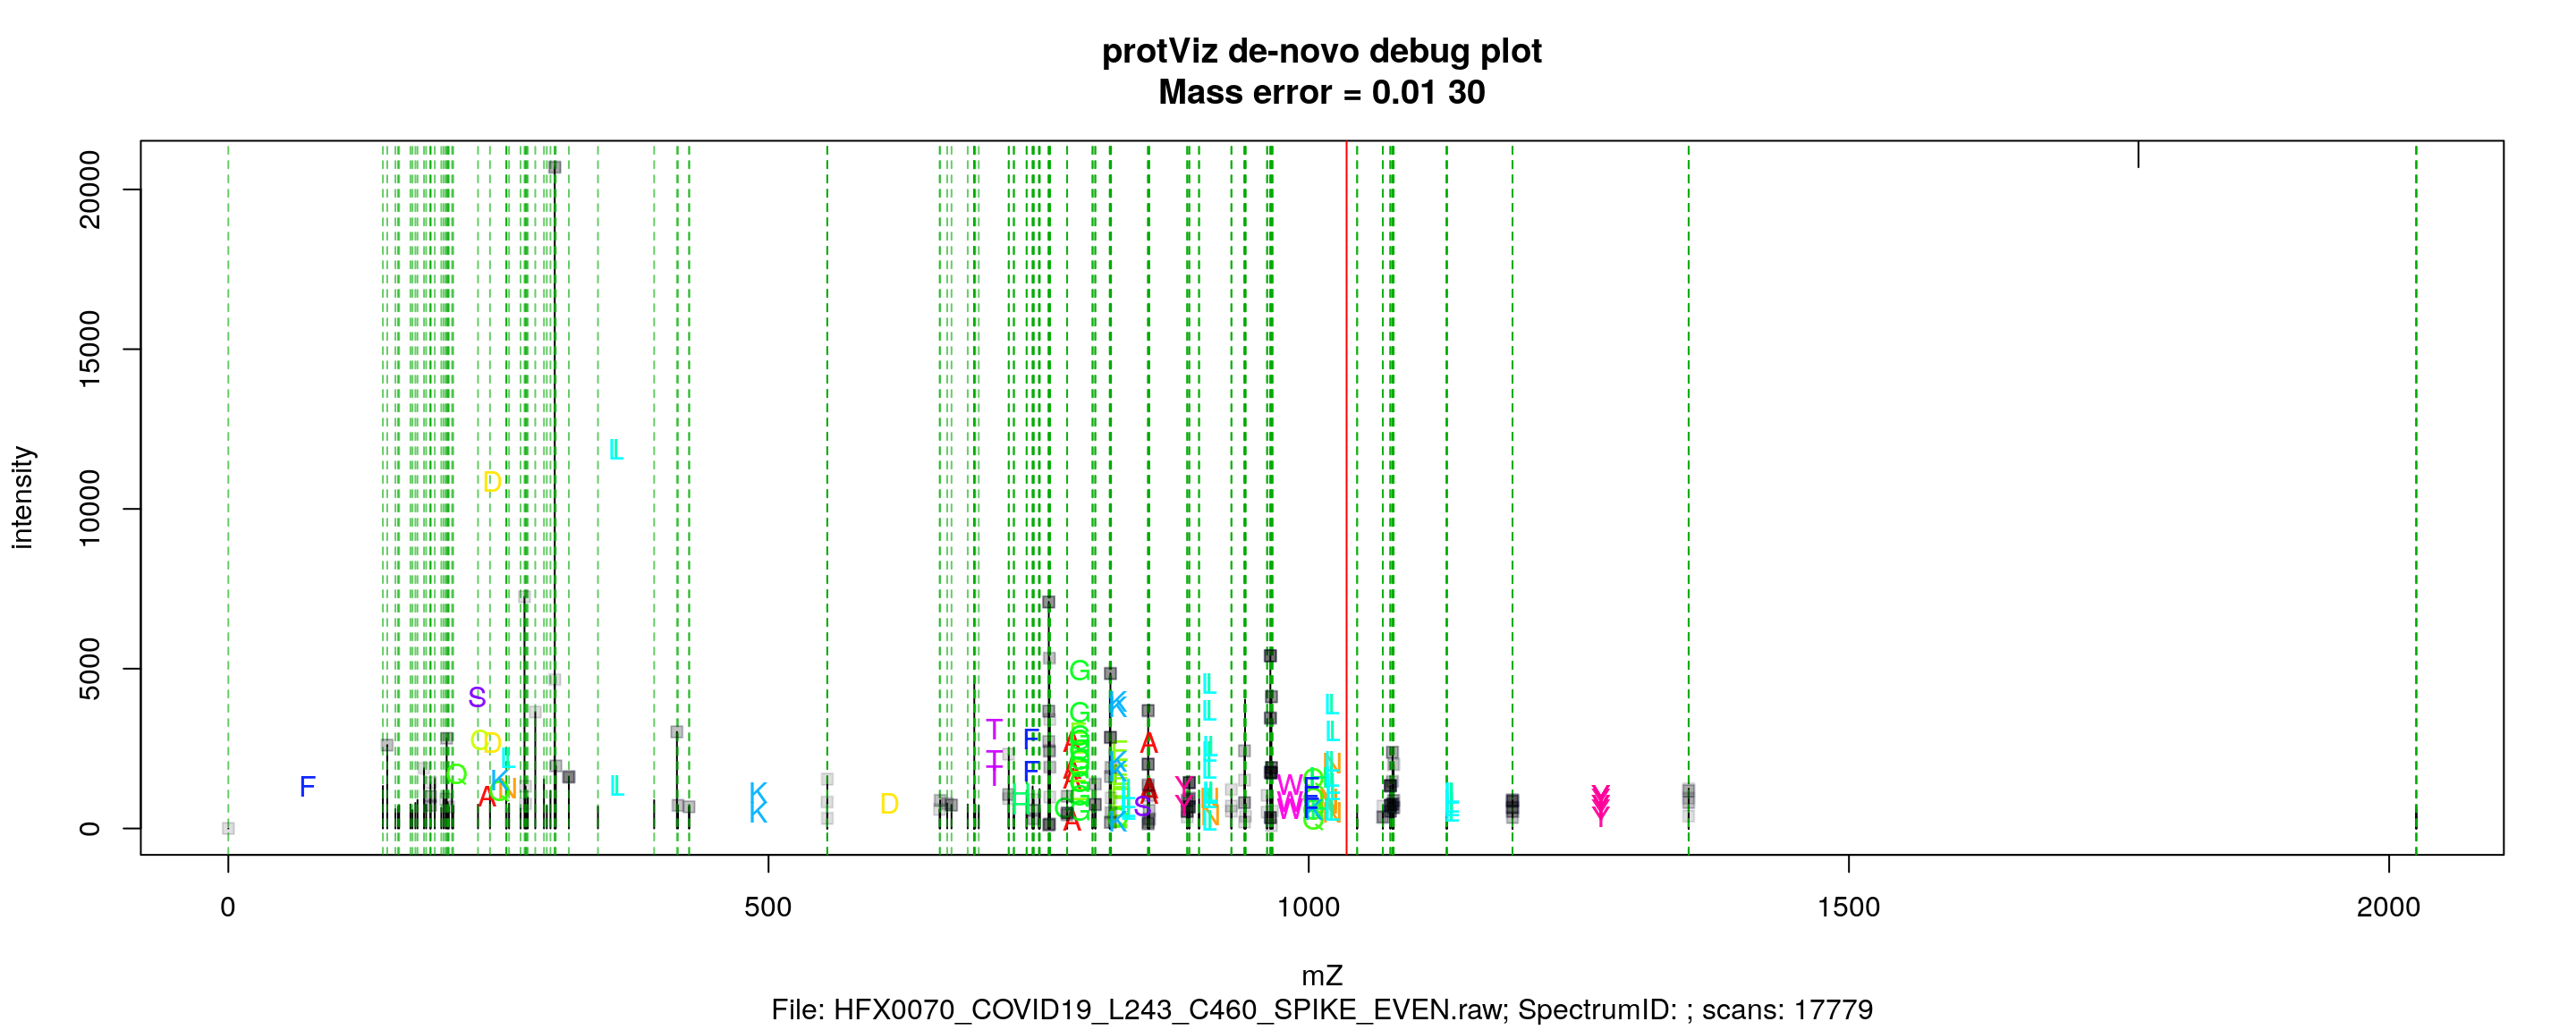 protViz de-novo debug plot
Mass error = 0.01 30
intensity
20000
15000
10000
5000
0
F
S
D
D
Q
A
K
L
N
L
L
K
K
D
T
T
F
F
G
G
A
A
K
K
A
A
S
Y
Y
L
L
L
N
W
W
F
Q
L
L
N
L
Y
0 500 1000 1500 2000
mZ
File: HFX0070_COVID19_L243_C460_SPIKE_EVEN.raw; SpectrumID: ; scans: 17779